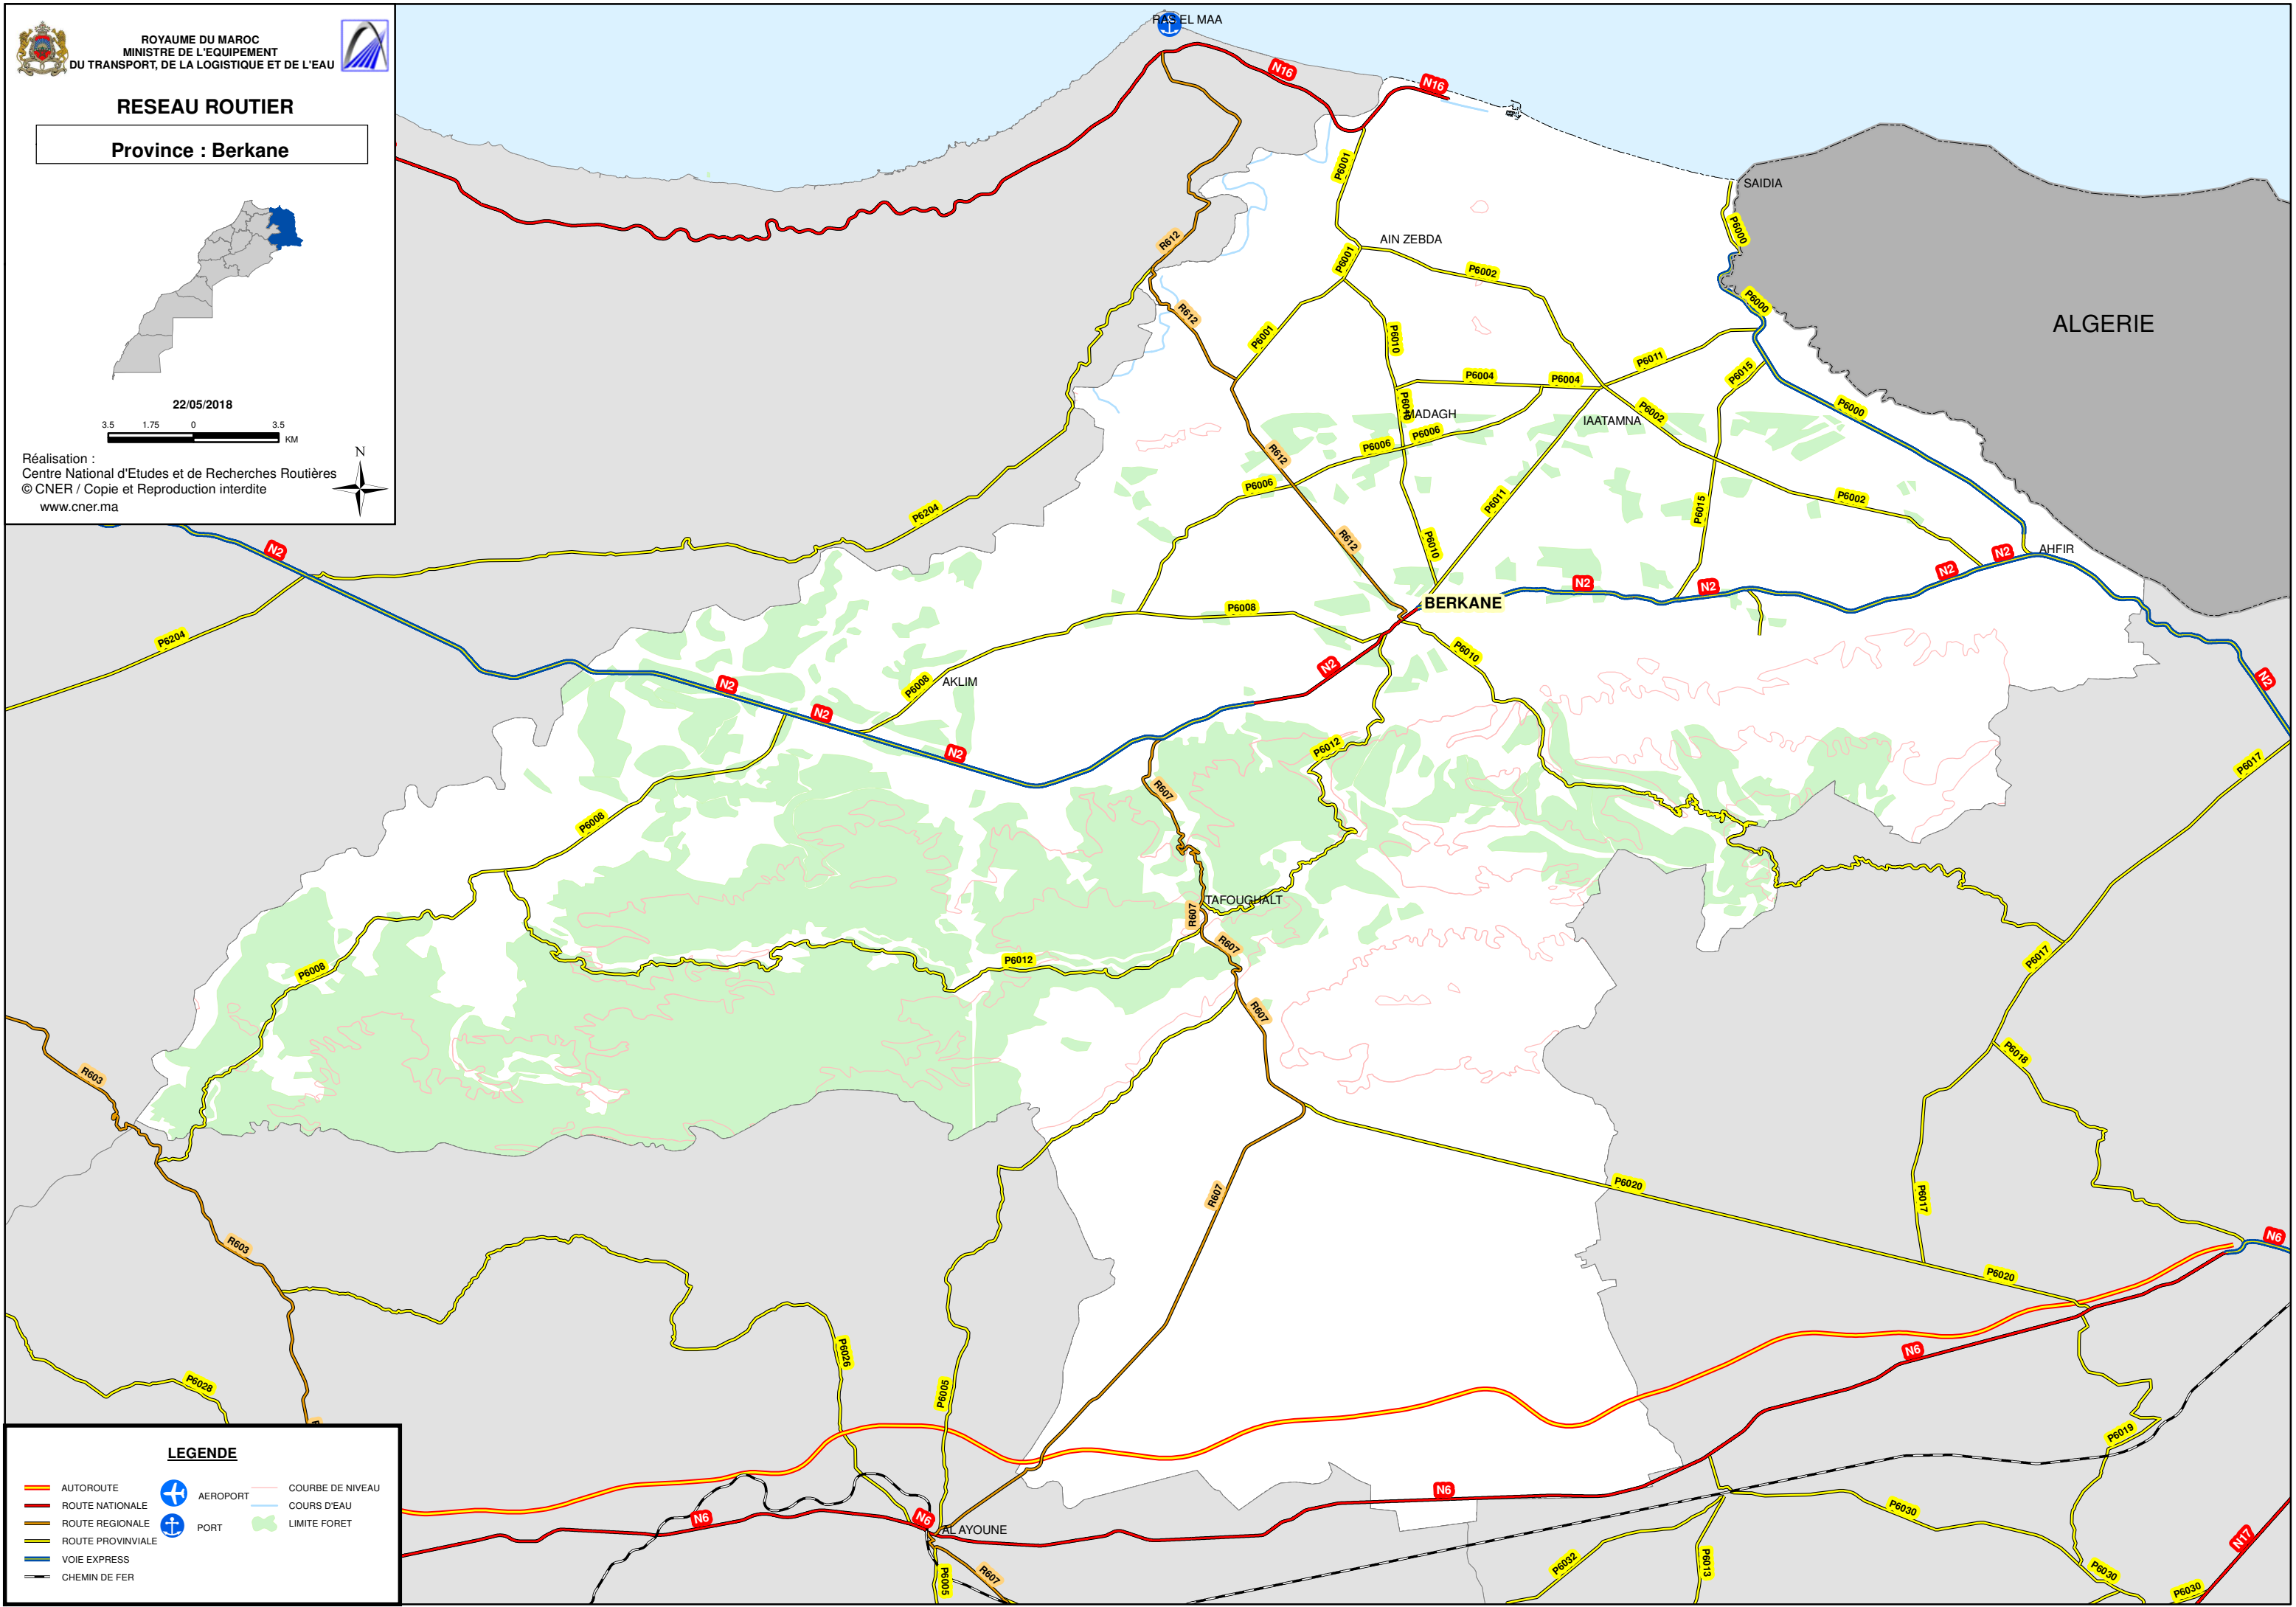 ROYAUME DU MAROC
MINISTRE DE L'EQUIPEMENT
DU TRANSPORT, DE LA LOGISTIQUE ET DE L'EAU
RESEAU ROUTIER
Province : Berkane
22/05/2018
3.5 1.75 0 3.5
KM
N
Réalisation :
Centre National d'Etudes et de Recherches Routières
© CNER / Copie et Reproduction interdite
www.cner.ma
RAS EL MAA
N16
N16
P6001
SAIDIA
P6000
R612
AIN ZEBDA
P6001
P6002
P6000
R612
ALGERIE
P6001
P6010
P6011
P6004
P6004
P6015
P6010
MADAGH
P6002
P6000
IAATAMNA
P6006
P6006
R612
P6006
P6011
P6002
P6015
P6204
R612
P6010
N2
AHFIR
N2
N2
N2
N2
BERKANE
P6008
P6204
P6010
N2
N2
AKLIM
P6008
N2
N2
P6012
N2
P6017
R607
P6008
TAFOUGHALT
R607
R607
P6012
P6008
P6017
R607
P6018
R603
P6020
R607
P6017
N6
R603
P6020
P6026
N6
P6028
P6005
P6019
R
N6
P6030
N6
N6
AL AYOUNE
N17
P6032
P6013
P6030
R607
P6005
P6030
LEGENDE
AUTOROUTE
ROUTE NATIONALE
ROUTE REGIONALE
ROUTE PROVINVIALE
VOIE EXPRESS
CHEMIN DE FER
AEROPORT
PORT
COURBE DE NIVEAU
COURS D'EAU
LIMITE FORET